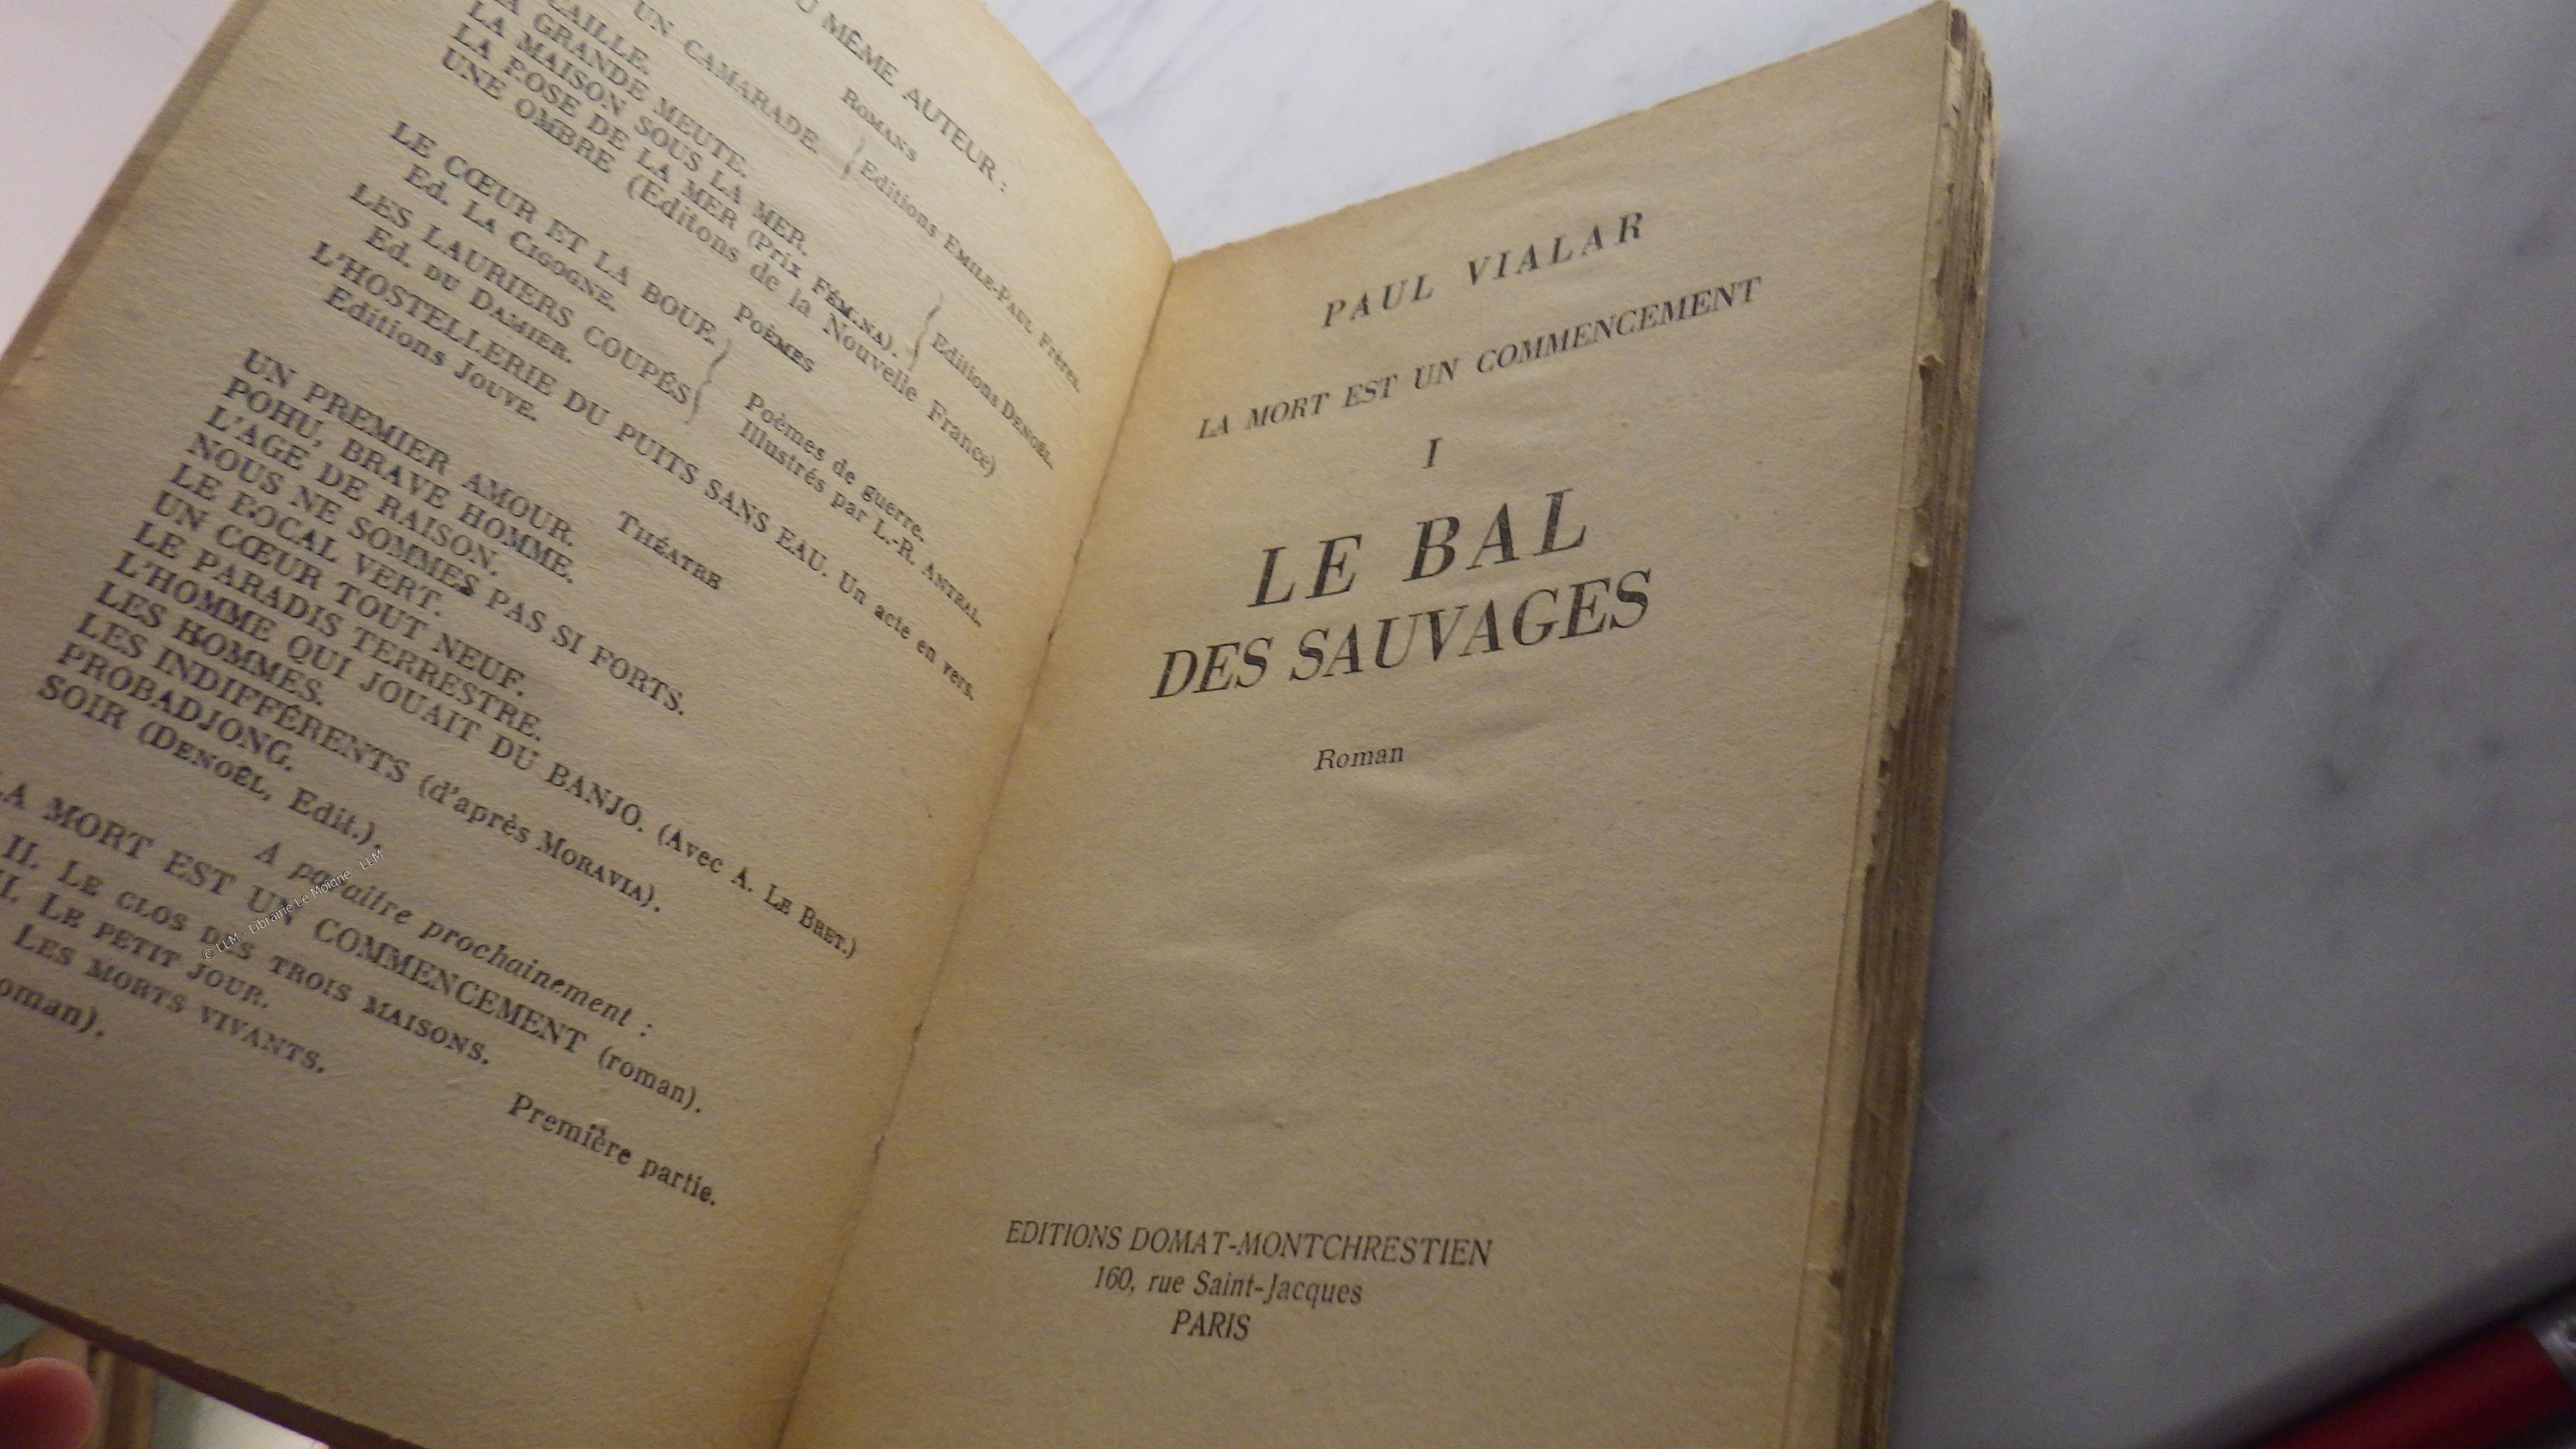 MÊME AUTEUR :
ROMANS
UN CAMARADE
Editions EMILE-PAUL Frères.
GRANDE MEUTE.
LA MAISON SOUS LA MER.
LA ROSE DE LA MER (Prix FÉM.NA).
Editions DENOËL.
UNE OMBRE (Editons de la Nouvelle France)
POÈMES
LE CŒUR ET LA BOUE.
Ed. LA CIGOGNE.
LES LAURIERS COUPÉS
Ed. DU DAMIER.
Poèmes de guerre.
Illustrés par L.-R. ANTRAL.
L'HOSTELLERIE DU PUITS SANS EAU. Un acte en vers.
Editions JOUVE.
THÉATRE
UN PREMIER AMOUR.
POHU, BRAVE HOMME.
L'AGE DE RAISON.
NOUS NE SOMMES PAS SI FORTS.
LE BOCAL VERT.
UN CŒUR TOUT NEUF.
LE PARADIS TERRESTRE.
L'HOMME QUI JOUAIT DU BANJO. (Avec A. LE BRET.)
LES HOMMES.
LES INDIFFÉRENTS (d'après MORAVIA).
PROBADJONG.
SOIR (DENOËL, Edit.).
A paraître prochainement :
LA MORT EST UN COMMENCEMENT (roman).
II. LE CLOS DES TROIS MAISONS.
LE PETIT JOUR.
LES MORTS VIVANTS.
Première partie.
© LLM - Librairie Le Moigne - LLM
PAUL VIALAR
LA MORT EST UN COMMENCEMENT
I
LE BAL
DES SAUVAGES
Roman
EDITIONS DOMAT-MONTCHRESTIEN
160, rue Saint-Jacques
PARIS